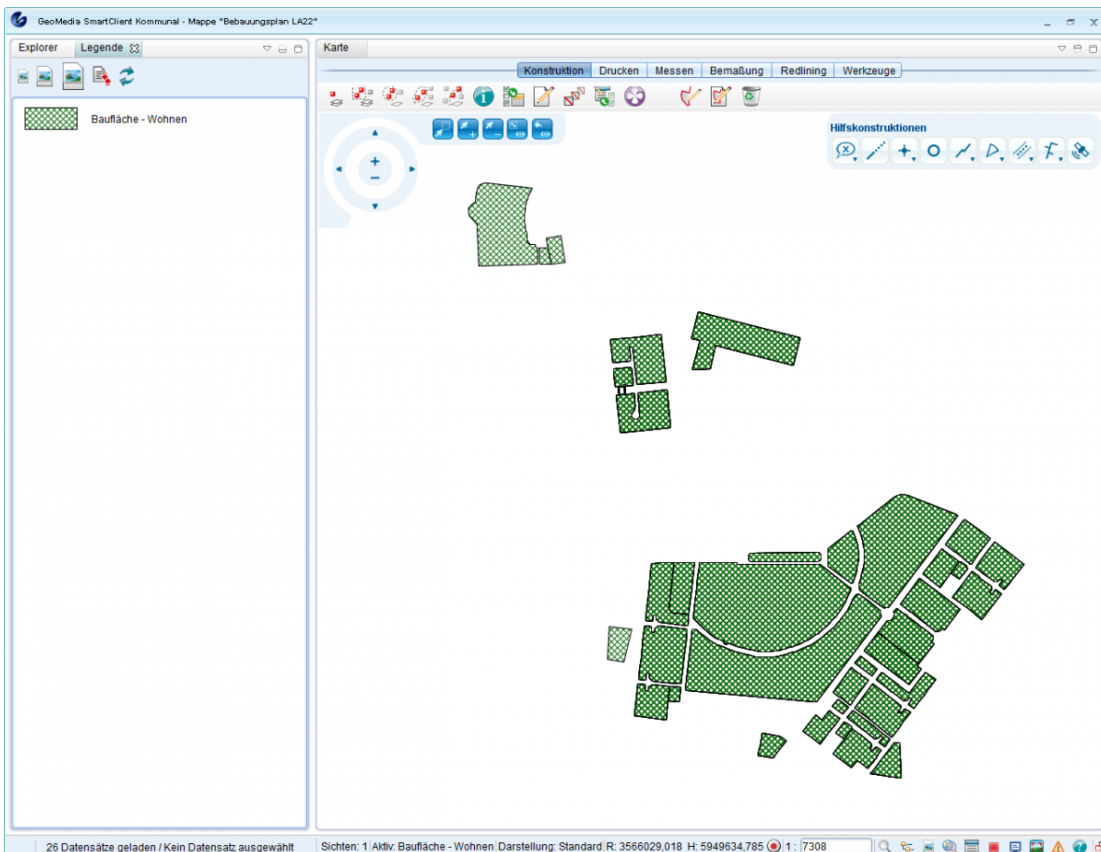 GeoMedia SmartClient Kommunal - Mappe "Bebauungsplan LA22"
Explorer Legende
Karte
Konstruktion Drucken Messen Bemaßung Redlining Werkzeuge
Baufläche - Wohnen
Hilfskonstruktionen
26 Datensätze geladen / Kein Datensatz ausgewählt
Sichten: 1 Aktiv: Baufläche - Wohnen Darstellung: Standard R: 3566029,018 H: 5949634,785 1 : 7308